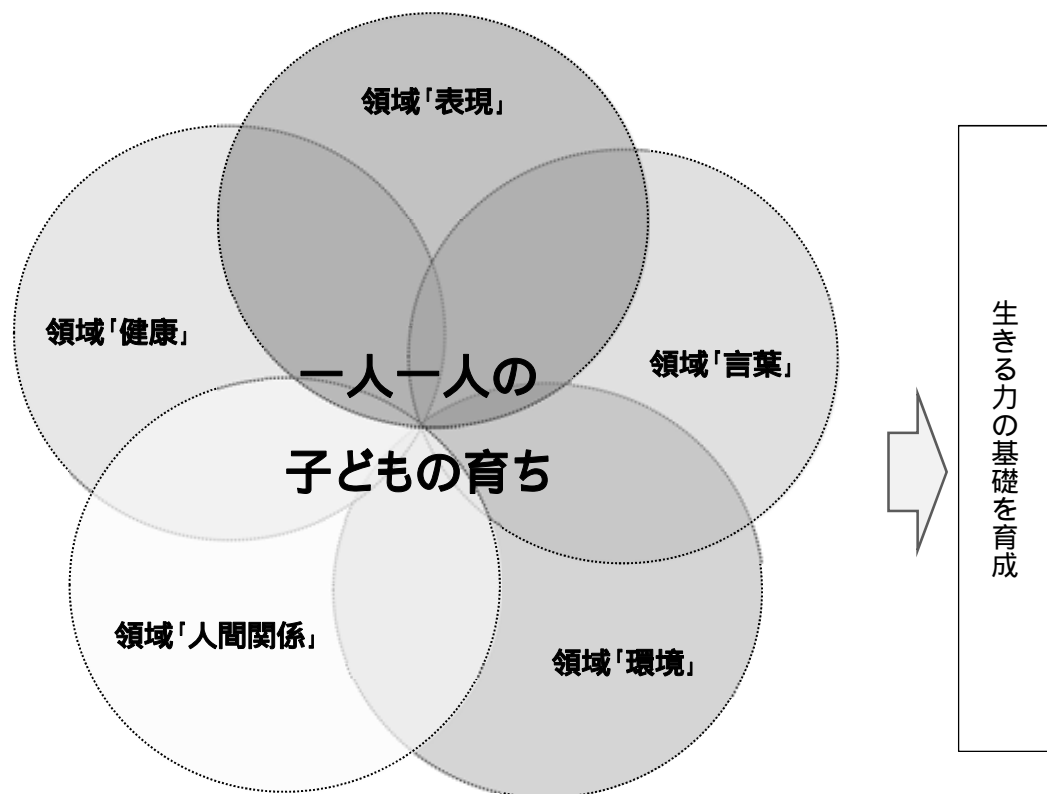 領域「表現」
領域「健康」
領域「言葉」
一人一人の
子どもの育ち
領域「人間関係」
領域「環境」
生きる力の基礎を育成